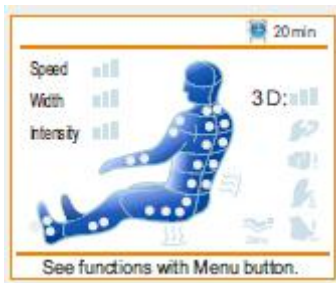 20min
Speed
Width
3D:
Intensity
See functions with Menu button.